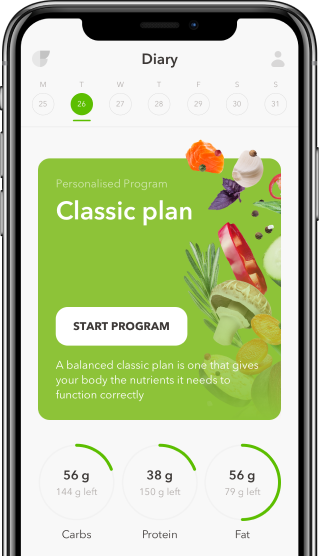 Diary
M T W T F S S
25 26 27 28 29 30 31
Personalised Program
Classic plan
START PROGRAM
A balanced classic plan is one that gives
your body the nutrients it needs to
function correctly
56 g 38 g 56 g
144 g left 150 g left 79 g left
Carbs Protein Fat